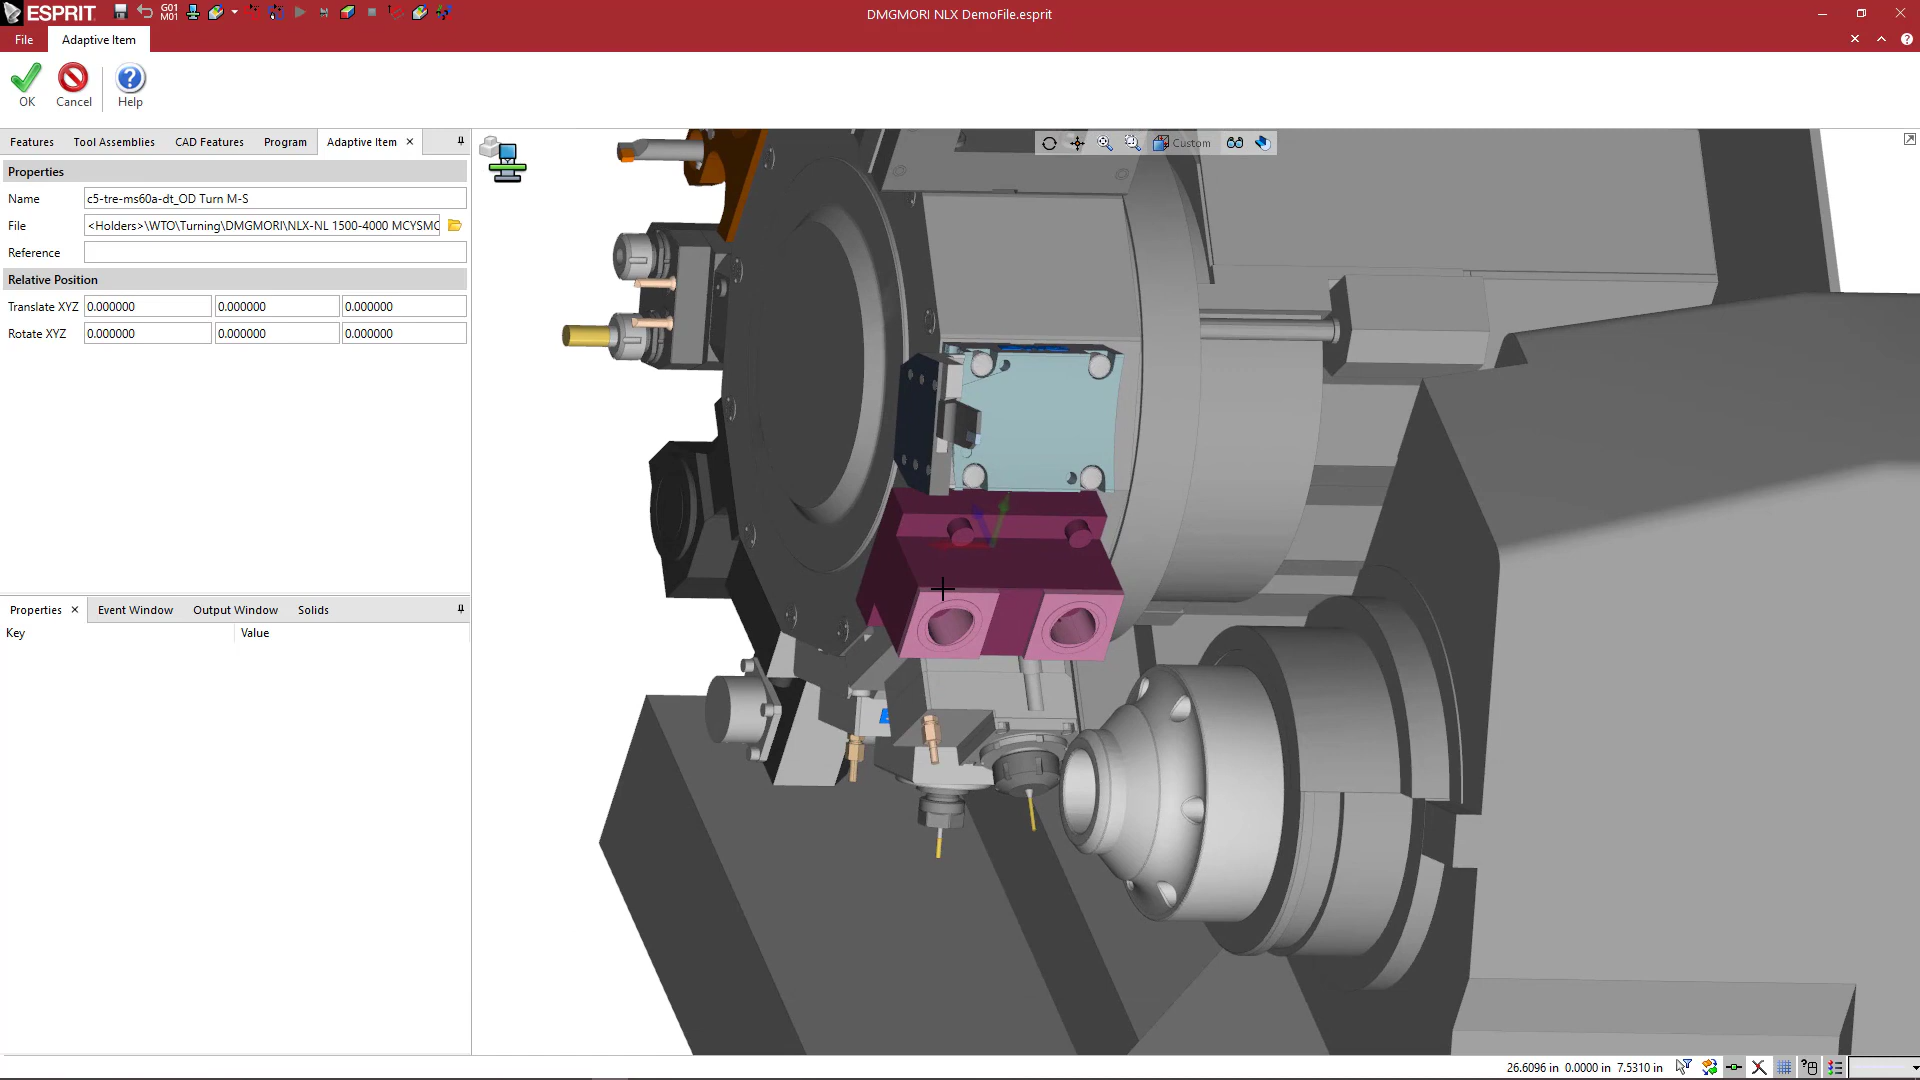 ESPRIT
G01
M01
DMGMORI NLX DemoFile.esprit
File
Adaptive Item
OK
Cancel
Help
Features
Tool Assemblies
CAD Features
Program
Adaptive Item
Custom
Properties
Name
c5-tre-ms60a-dt_OD Turn M-S
File
<Holders>\WTO\Turning\DMGMORI\NLX-NL 1500-4000 MCYSMC
Reference
Relative Position
Translate XYZ
0.000000
0.000000
0.000000
Rotate XYZ
0.000000
0.000000
0.000000
Properties
Event Window
Output Window
Solids
Key
Value
26.6096 in 0.0000 in 7.5310 in